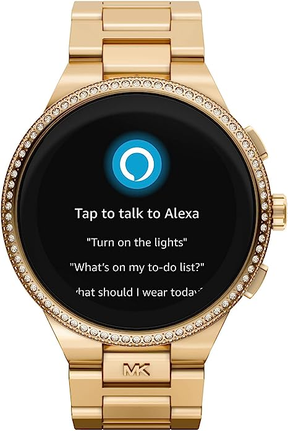 Tap to talk to Alexa
"Turn on the lights"
"What's on my to-do list?"
hat should I wear today
MK